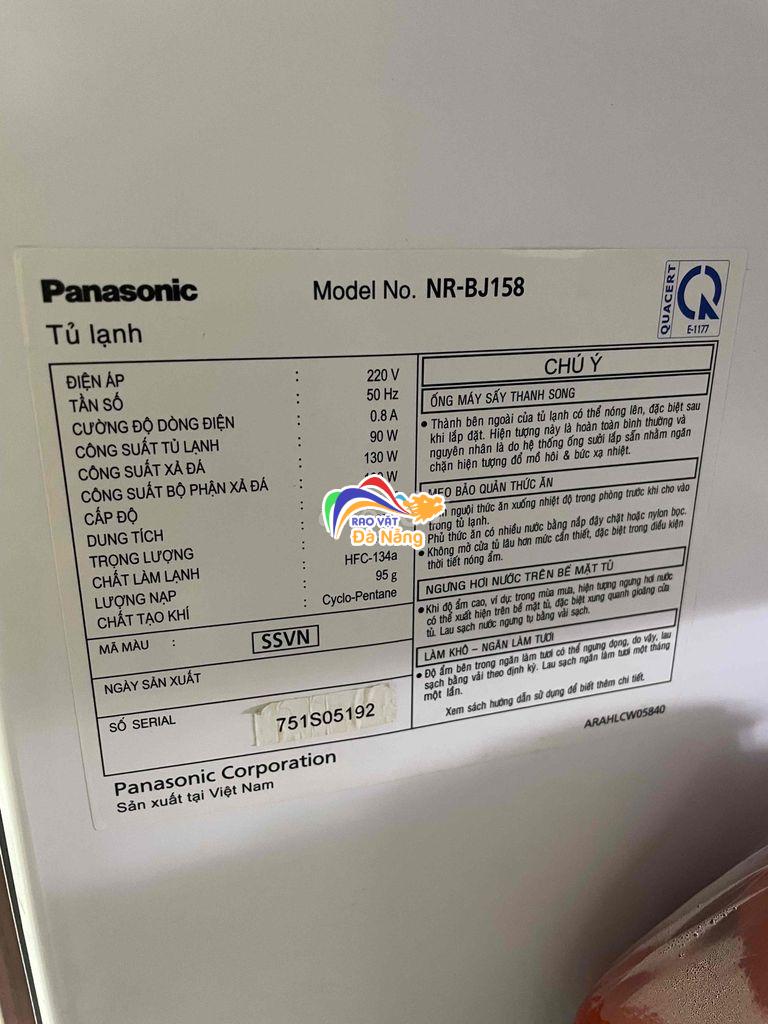 Panasonic
Model No. NR-BJ158
QUACERT
E-1177
Tủ lạnh
ĐIỆN ÁP : 220 V
TẦN SỐ : 50 Hz
CƯỜNG ĐỘ DÒNG ĐIỆN : 0.8 A
CÔNG SUẤT TỦ LẠNH : 90 W
CÔNG SUẤT XẢ ĐÁ : 130 W
CÔNG SUẤT BỘ PHẬN XẢ ĐÁ : W
CẤP ĐỘ
DUNG TÍCH :
TRỌNG LƯỢNG :
CHẤT LÀM LẠNH : HFC-134a
LƯỢNG NẠP : 95 g
CHẤT TẠO KHÍ : Cyclo-Pentane
MÃ MÀU : SSVN
NGÀY SẢN XUẤT
SỐ SERIAL 751S05192
Panasonic Corporation
Sản xuất tại Việt Nam
CHÚ Ý
ỐNG MÁY SẤY THANH SONG
• Thành bên ngoài của tủ lạnh có thể nóng lên, đặc biệt sau
khi lắp đặt. Hiện tượng này là hoàn toàn bình thường và
nguyên nhân là do hệ thống ống sưởi lắp sẵn nhằm ngăn
chặn hiện tượng đổ mồ hôi & bức xạ nhiệt.
MẸO BẢO QUẢN THỨC ĂN
nguội thức ăn xuống nhiệt độ trong phòng trước khi cho vào
trong tủ lạnh.
Phủ thức ăn có nhiều nước bằng nắp đậy chặt hoặc nylon bọc.
• Không mở cửa tủ lâu hơn mức cần thiết, đặc biệt trong điều kiện
thời tiết nóng ẩm.
NGƯNG HƠI NƯỚC TRÊN BỀ MẶT TỦ
• Khi độ ẩm cao, ví dụ: trong mùa mưa, hiện tượng ngưng hơi nước
có thể xuất hiện trên bề mặt tủ, đặc biệt xung quanh gioăng cửa
tủ. Lau sạch nước ngưng tụ bằng vải sạch.
LÀM KHÔ - NGĂN LÀM TƯƠI
• Độ ẩm bên trong ngăn làm tươi có thể ngưng đọng, do vậy, lau
sạch bằng vải theo định kỳ. Lau sạch ngăn làm tươi một tháng
một lần.
Xem sách hướng dẫn sử dụng để biết thêm chi tiết.
ARAHLCW05840
RAO VẶT
Đà Nẵng